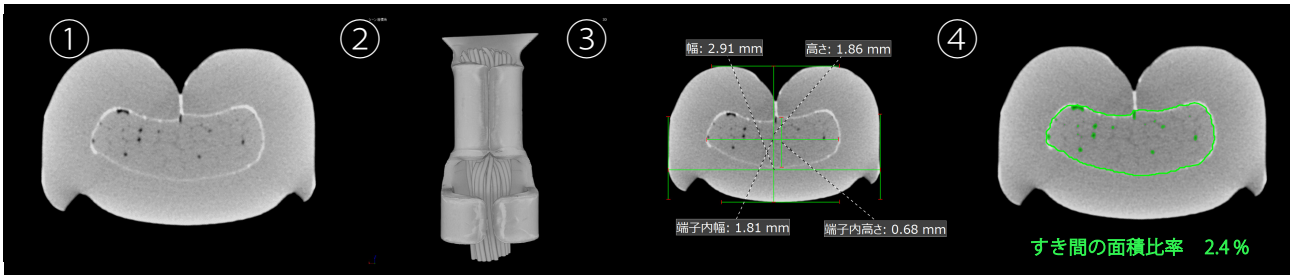 ①
②
③
幅: 2.91 mm
高さ: 1.86 mm
端子内幅: 1.81 mm
端子内高さ: 0.68 mm
④
すき間の面積比率 2.4 %